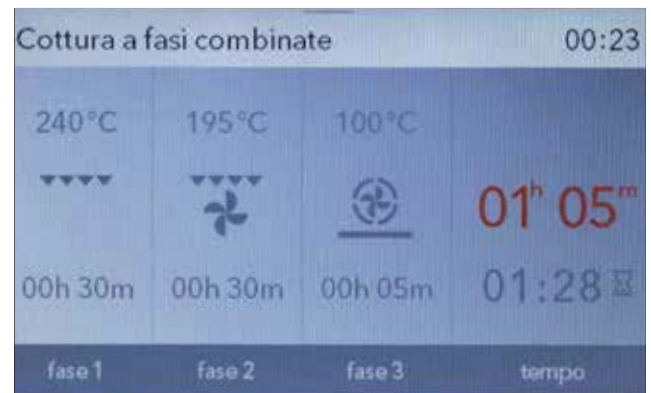 Cottura a fasi combinate 00:23
240°C 195°C 100°C
01h 05m
00h 30m 00h 30m 00h 05m 01:28
fase 1 fase 2 fase 3 tempo